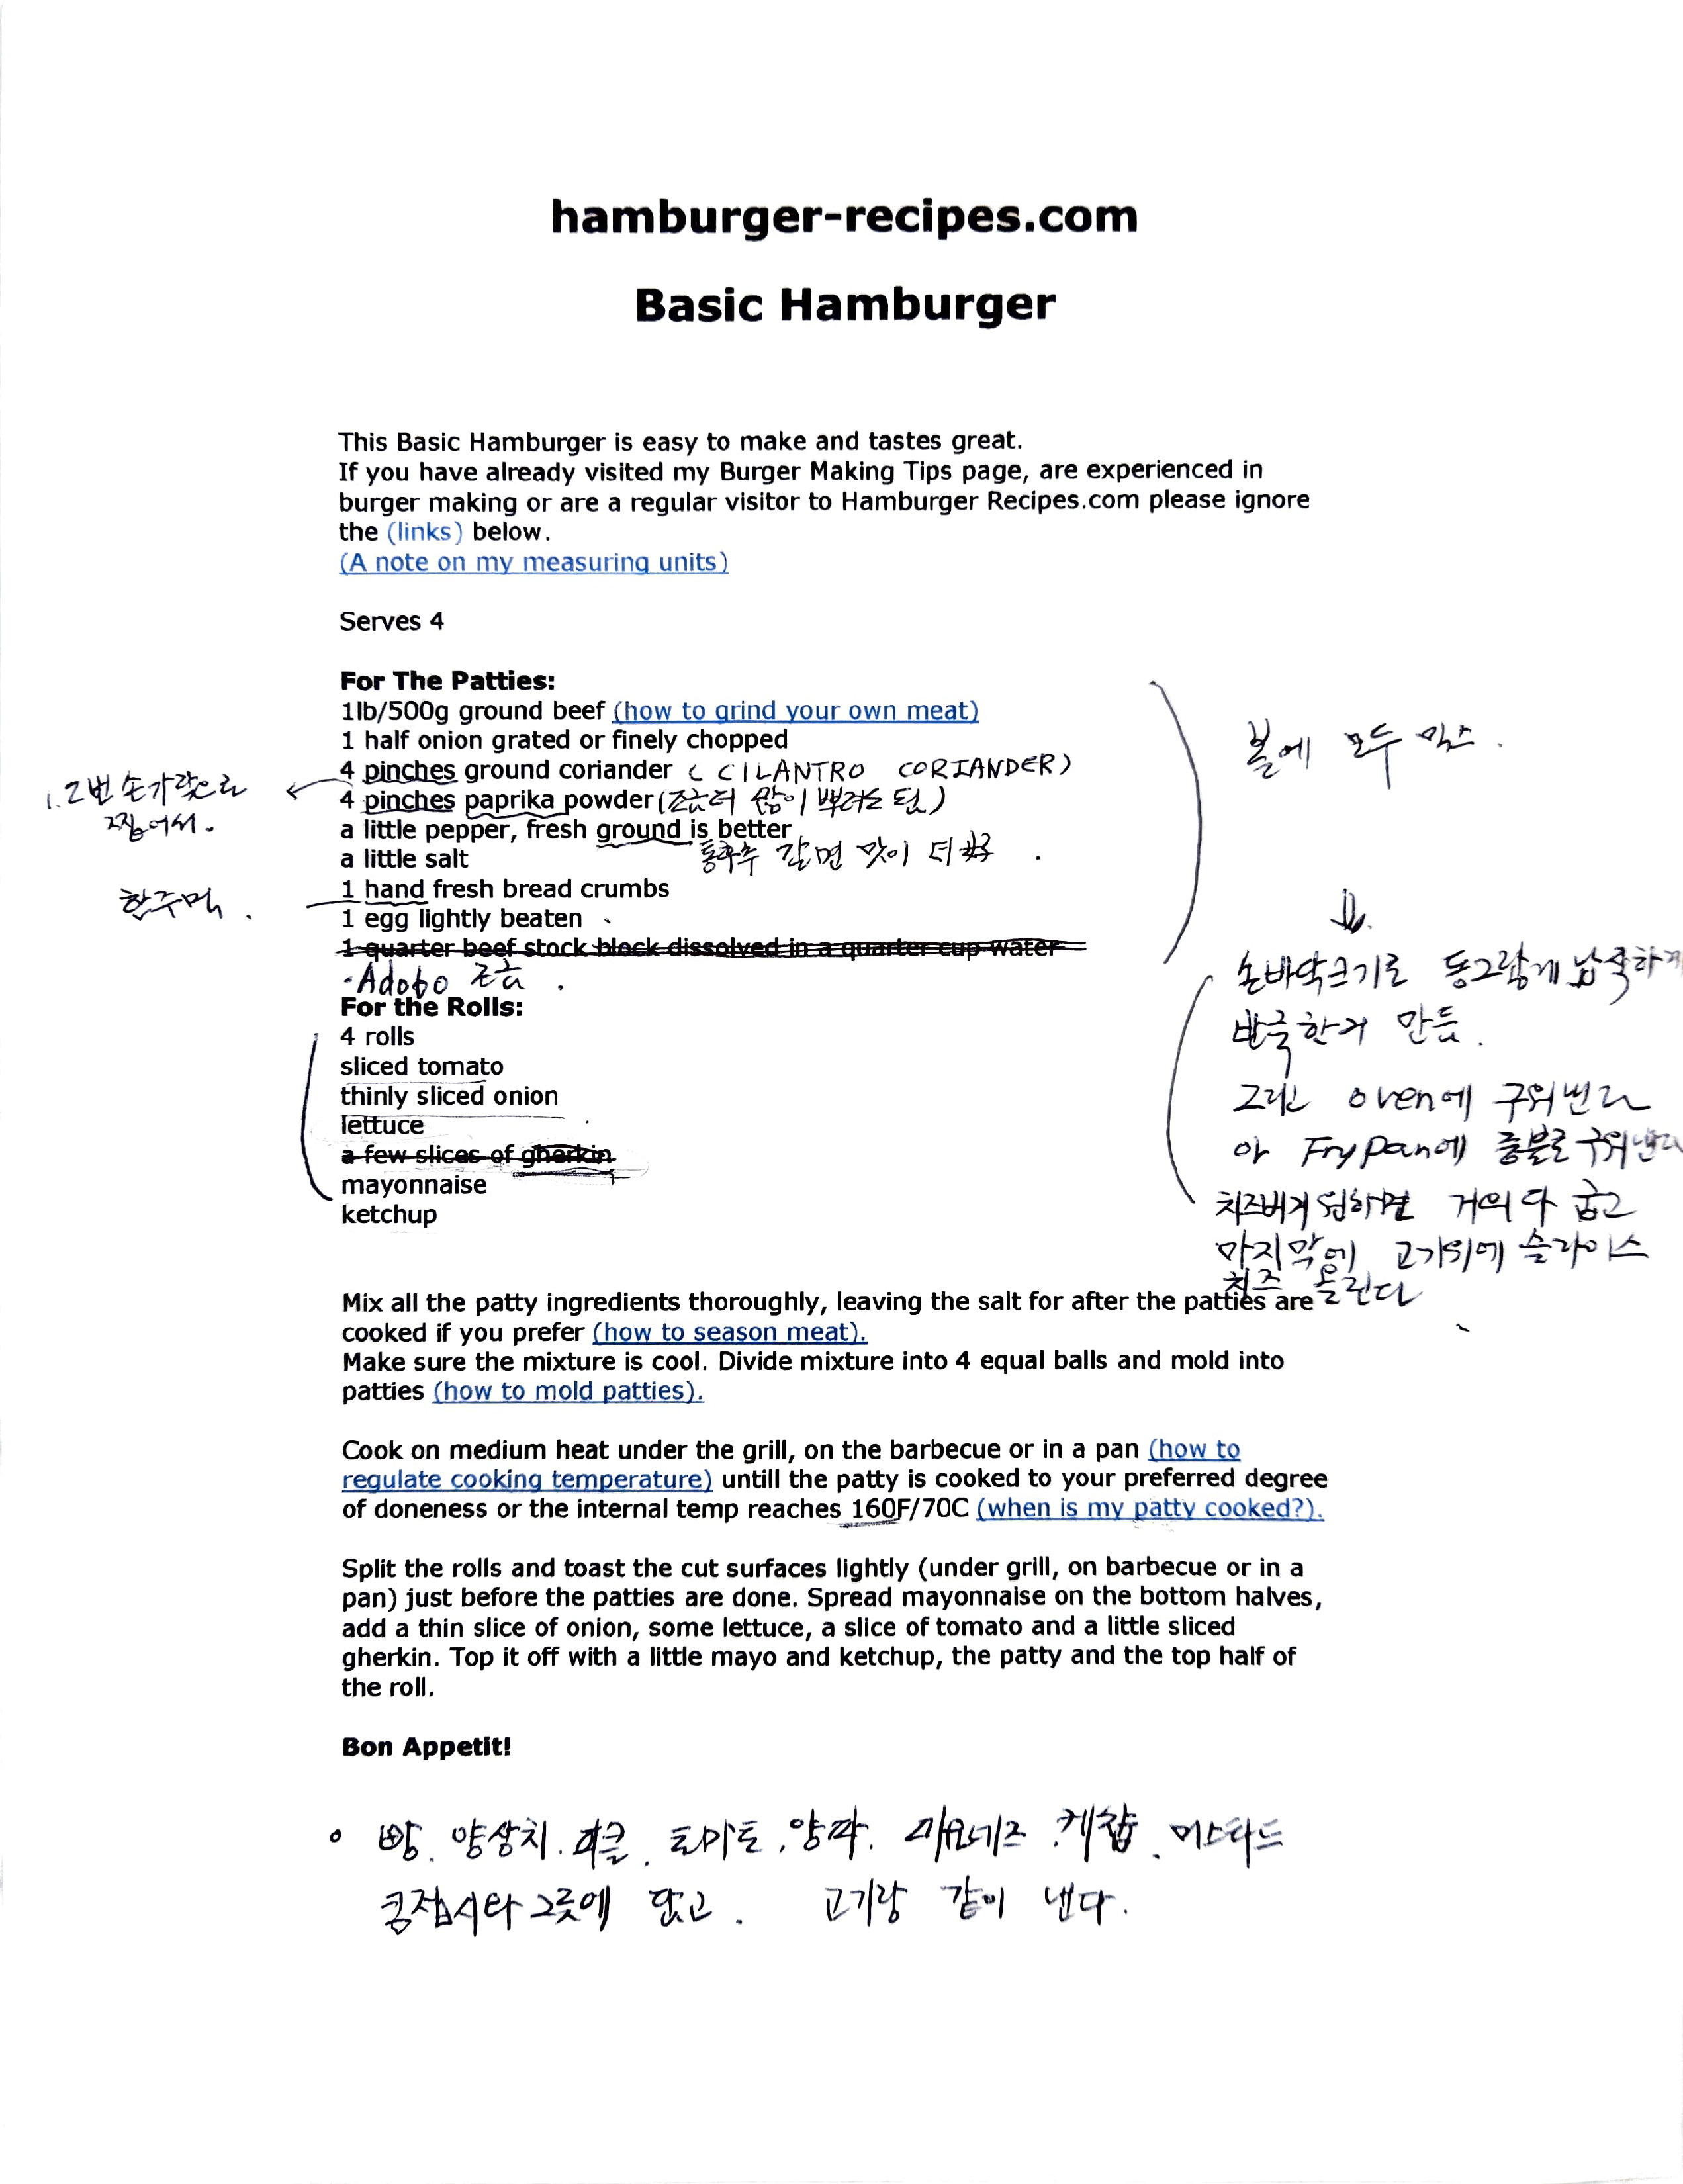 hamburger-recipes.com
Basic Hamburger
This Basic Hamburger is easy to make and tastes great.
If you have already visited my Burger Making Tips page, are experienced in
burger making or are a regular visitor to Hamburger Recipes.com please ignore
the (links) below.
(A note on my measuring units)
Serves 4
For The Patties:
1lb/500g ground beef (how to grind your own meat)
1 half onion grated or finely chopped
4 pinches ground coriander ( CILANTRO CORIANDER)
4 pinches paprika powder (조금더 많이 뿌려도 됨)
a little pepper, fresh ground is better
통후추 갈면 맛이 더 好 .
a little salt
1 hand fresh bread crumbs
1 egg lightly beaten
1 quarter beef stock block dissolved in a quarter cup water
·Adobo 조금 .
1.2번 손가락으로
찝어서.
한주먹 .
볼에 모두 믹스 .
손바닥크기로 동그랗게 납죽하게
만듬 .
그리고 oven에
Fry pan에 중불로
치즈버거 원하면 거의 다 굽고
마지막에 고기위에 슬라이스
치즈 올린다
For the Rolls:
4 rolls
sliced tomato
thinly sliced onion
lettuce
a few slices of gherkin
mayonnaise
ketchup
Mix all the patty ingredients thoroughly, leaving the salt for after the patties are
cooked if you prefer (how to season meat).
Make sure the mixture is cool. Divide mixture into 4 equal balls and mold into
patties (how to mold patties).
Cook on medium heat under the grill, on the barbecue or in a pan (how to
regulate cooking temperature) untill the patty is cooked to your preferred degree
of doneness or the internal temp reaches 160F/70C (when is my patty cooked?).
Split the rolls and toast the cut surfaces lightly (under grill, on barbecue or in a
pan) just before the patties are done. Spread mayonnaise on the bottom halves,
add a thin slice of onion, some lettuce, a slice of tomato and a little sliced
gherkin. Top it off with a little mayo and ketchup, the patty and the top half of
the roll.
Bon Appetit!
빵. 양상치. 피클. 토마토. 양파. 마요네즈. 케찹. 머스타드
콩접시나 그릇에 담고. 고기랑 같이 낸다.